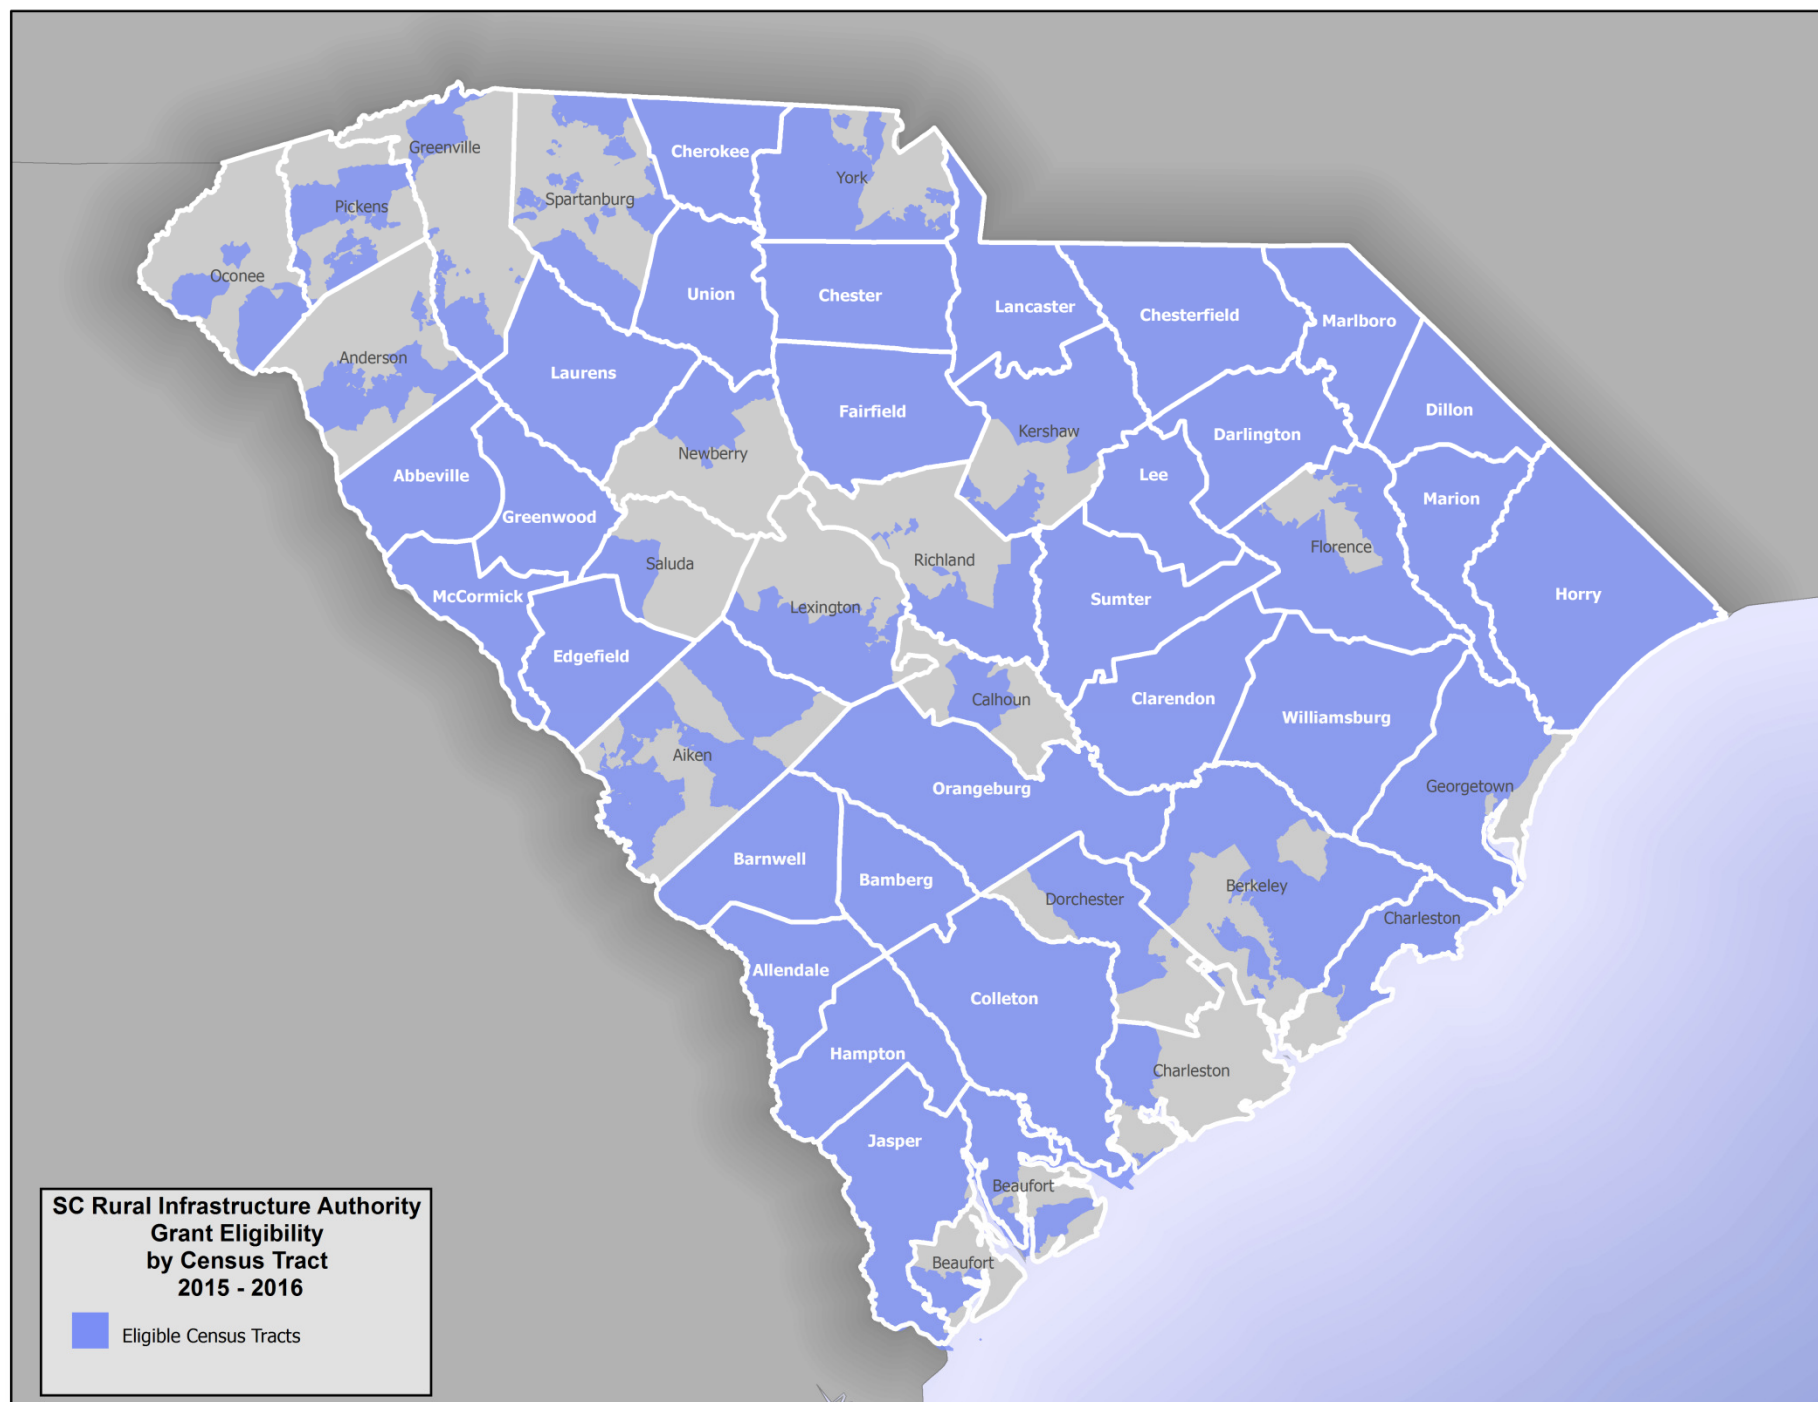 Greenville
Cherokee
York
Spartanburg
Pickens
Oconee
Union
Chester
Lancaster
Chesterfield
Marlboro
Anderson
Laurens
Fairfield
Dillon
Kershaw
Darlington
Newberry
Abbeville
Lee
Marion
Greenwood
Florence
Saluda
Richland
McCormick
Lexington
Sumter
Horry
Edgefield
Calhoun
Clarendon
Williamsburg
Aiken
Orangeburg
Georgetown
Barnwell
Bamberg
Dorchester
Berkeley
Charleston
Allendale
Colleton
Hampton
Charleston
Jasper
Beaufort
Beaufort
SC Rural Infrastructure Authority
Grant Eligibility
by Census Tract
2015 - 2016
Eligible Census Tracts